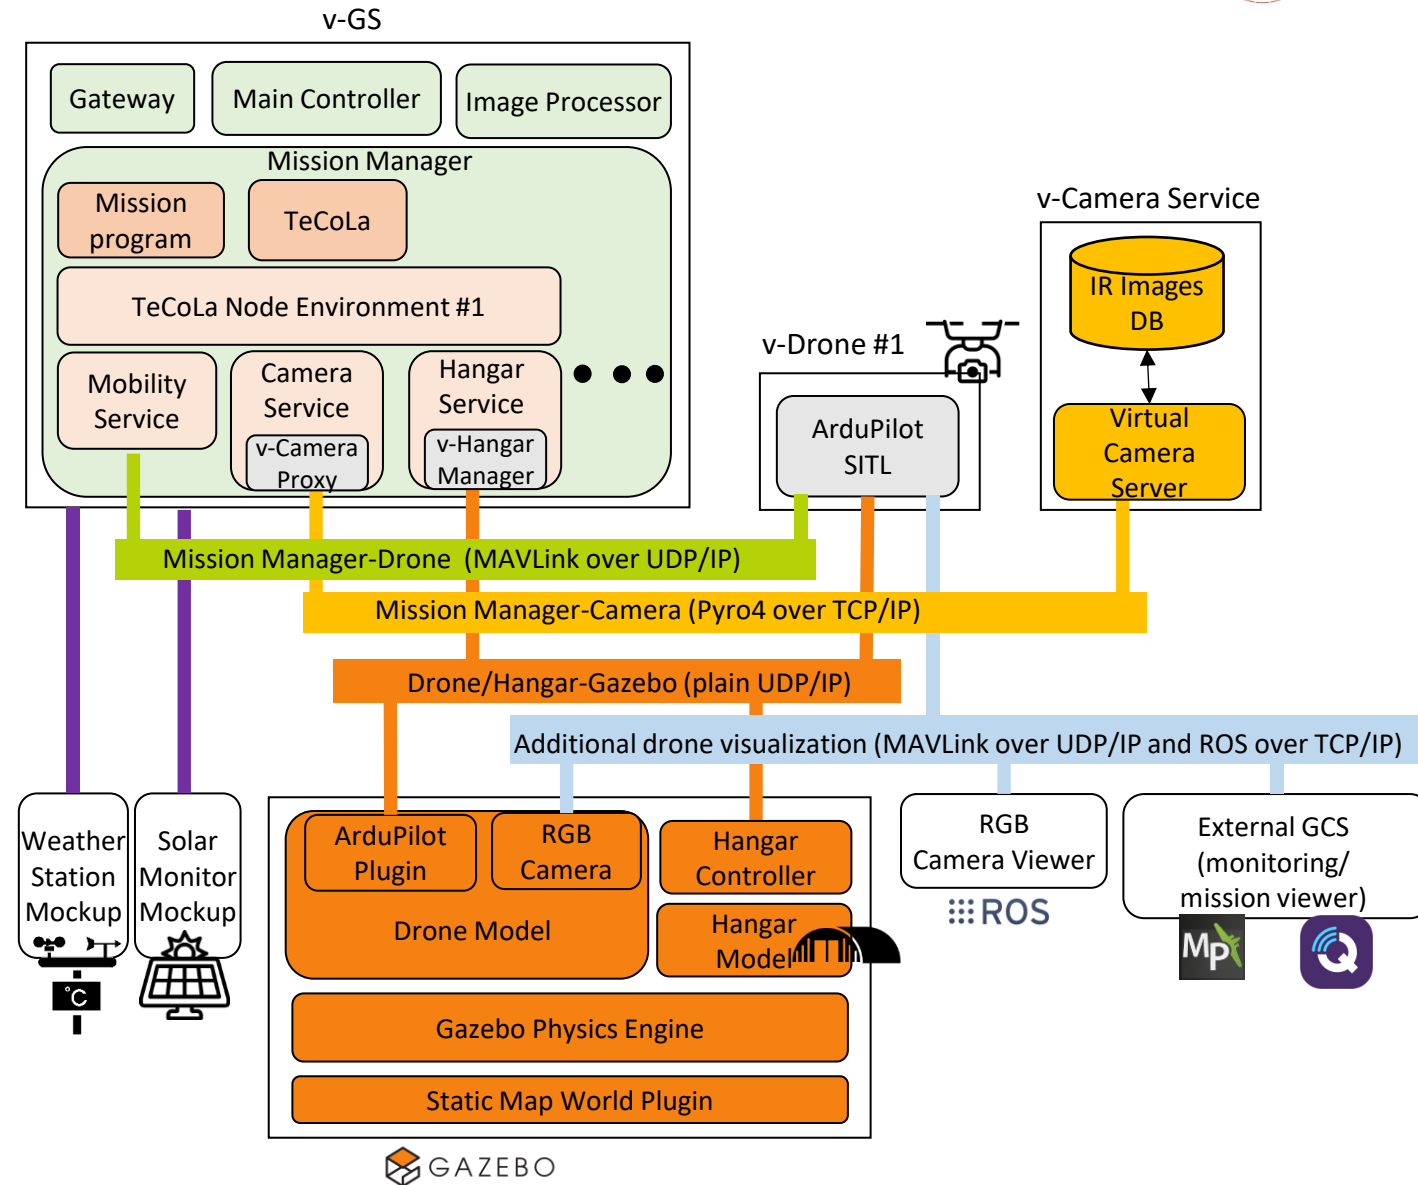 v-GS
Gateway
Main Controller
Image Processor
Mission Manager
Mission
program
TeCoLa
TeCoLa Node Environment #1
Mobility
Service
Camera
Service
v-Camera
Proxy
Hangar
Service
v-Hangar
Manager
v-Drone #1
ArduPilot
SITL
v-Camera Service
IR Images
DB
Virtual
Camera
Server
Mission Manager-Drone (MAVLink over UDP/IP)
Mission Manager-Camera (Pyro4 over TCP/IP)
Drone/Hangar-Gazebo (plain UDP/IP)
Additional drone visualization (MAVLink over UDP/IP and ROS over TCP/IP)
Weather
Station
Mockup
°C
Solar
Monitor
Mockup
ArduPilot
Plugin
RGB
Camera
Drone Model
Hangar
Controller
Hangar
Model
Gazebo Physics Engine
Static Map World Plugin
GAZEBO
RGB
Camera Viewer
ROS
External GCS
(monitoring/
mission viewer)
Mp
Q